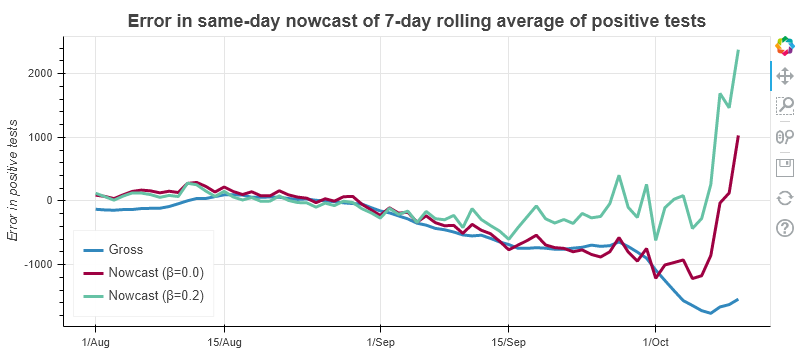 Error in same-day nowcast of 7-day rolling average of positive tests
Error in positive tests
2000
1000
0
-1000
Gross
Nowcast (β=0.0)
Nowcast (β=0.2)
1/Aug 15/Aug 1/Sep 15/Sep 1/Oct